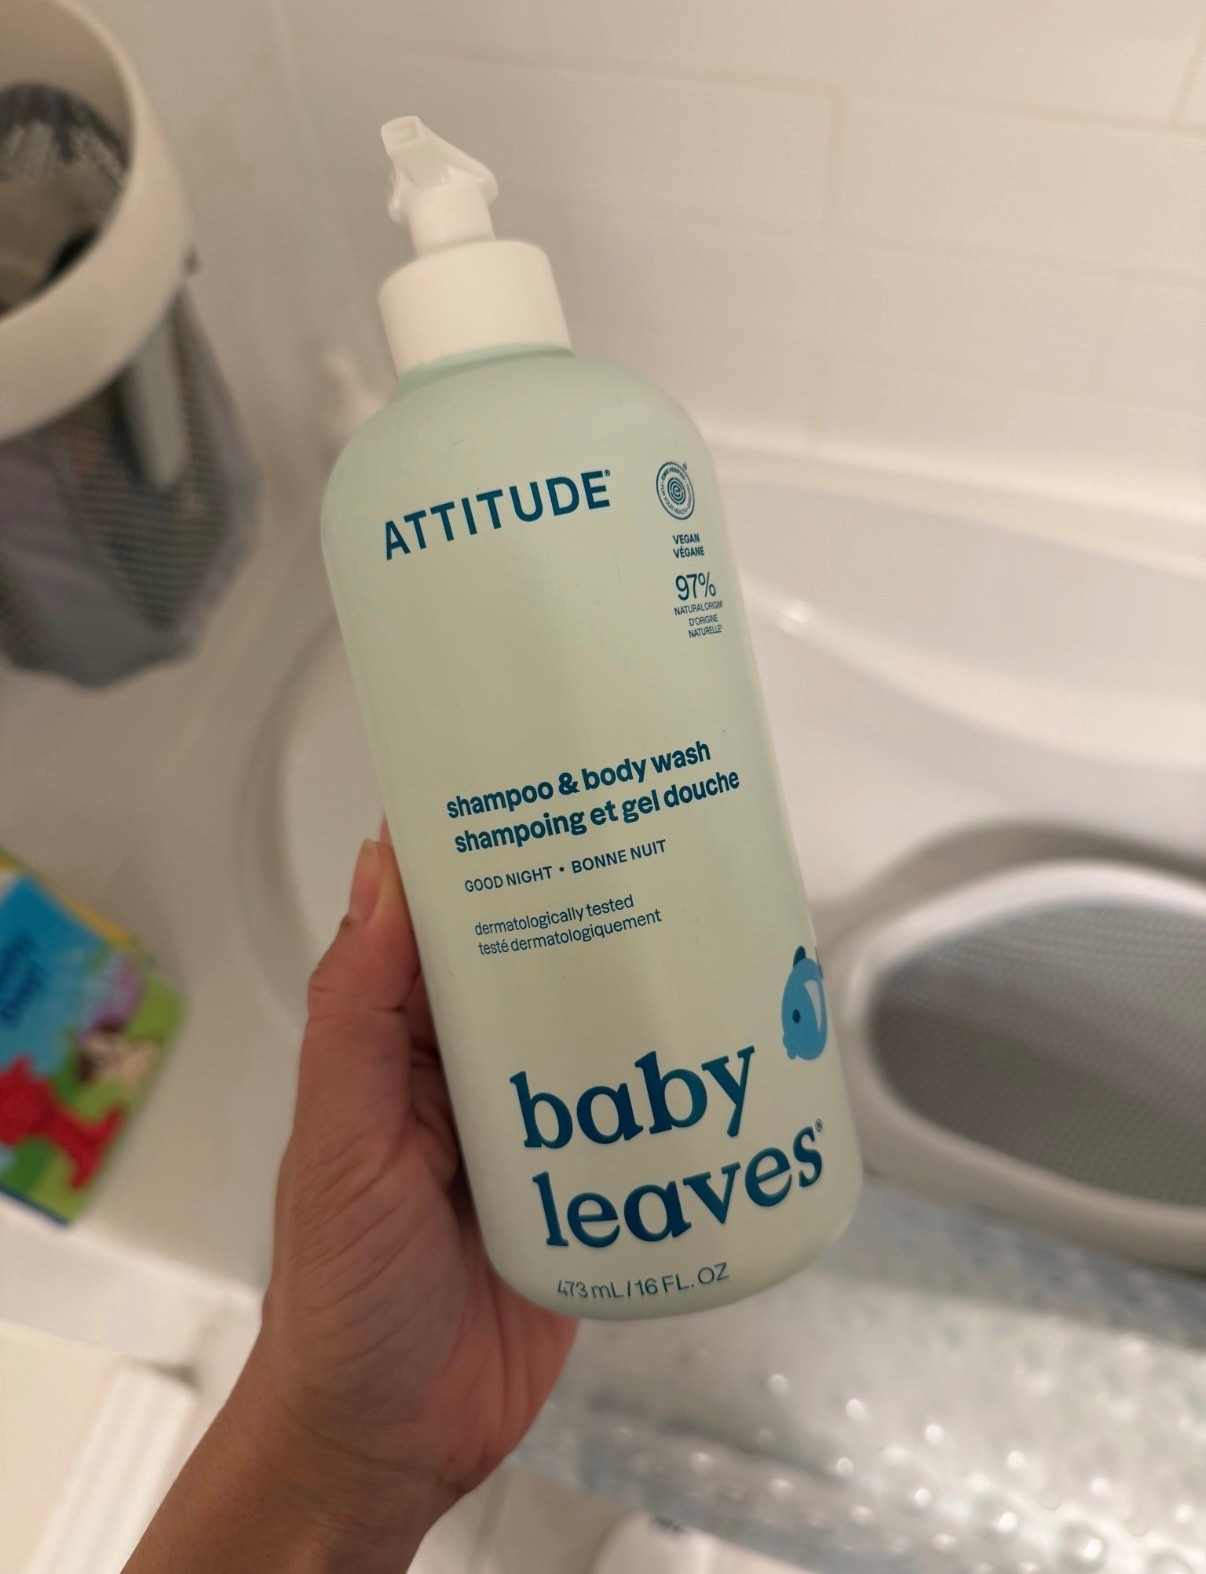 ATTITUDE®
VEGAN
VÉGANE
97%
NATURAL ORIGIN
D'ORIGINE
NATURELLE
shampoo & body wash
shampoing et gel douche
GOOD NIGHT • BONNE NUIT
dermatologically tested
testé dermatologiquement
baby
leaves®
473 mL / 16 FL. OZ